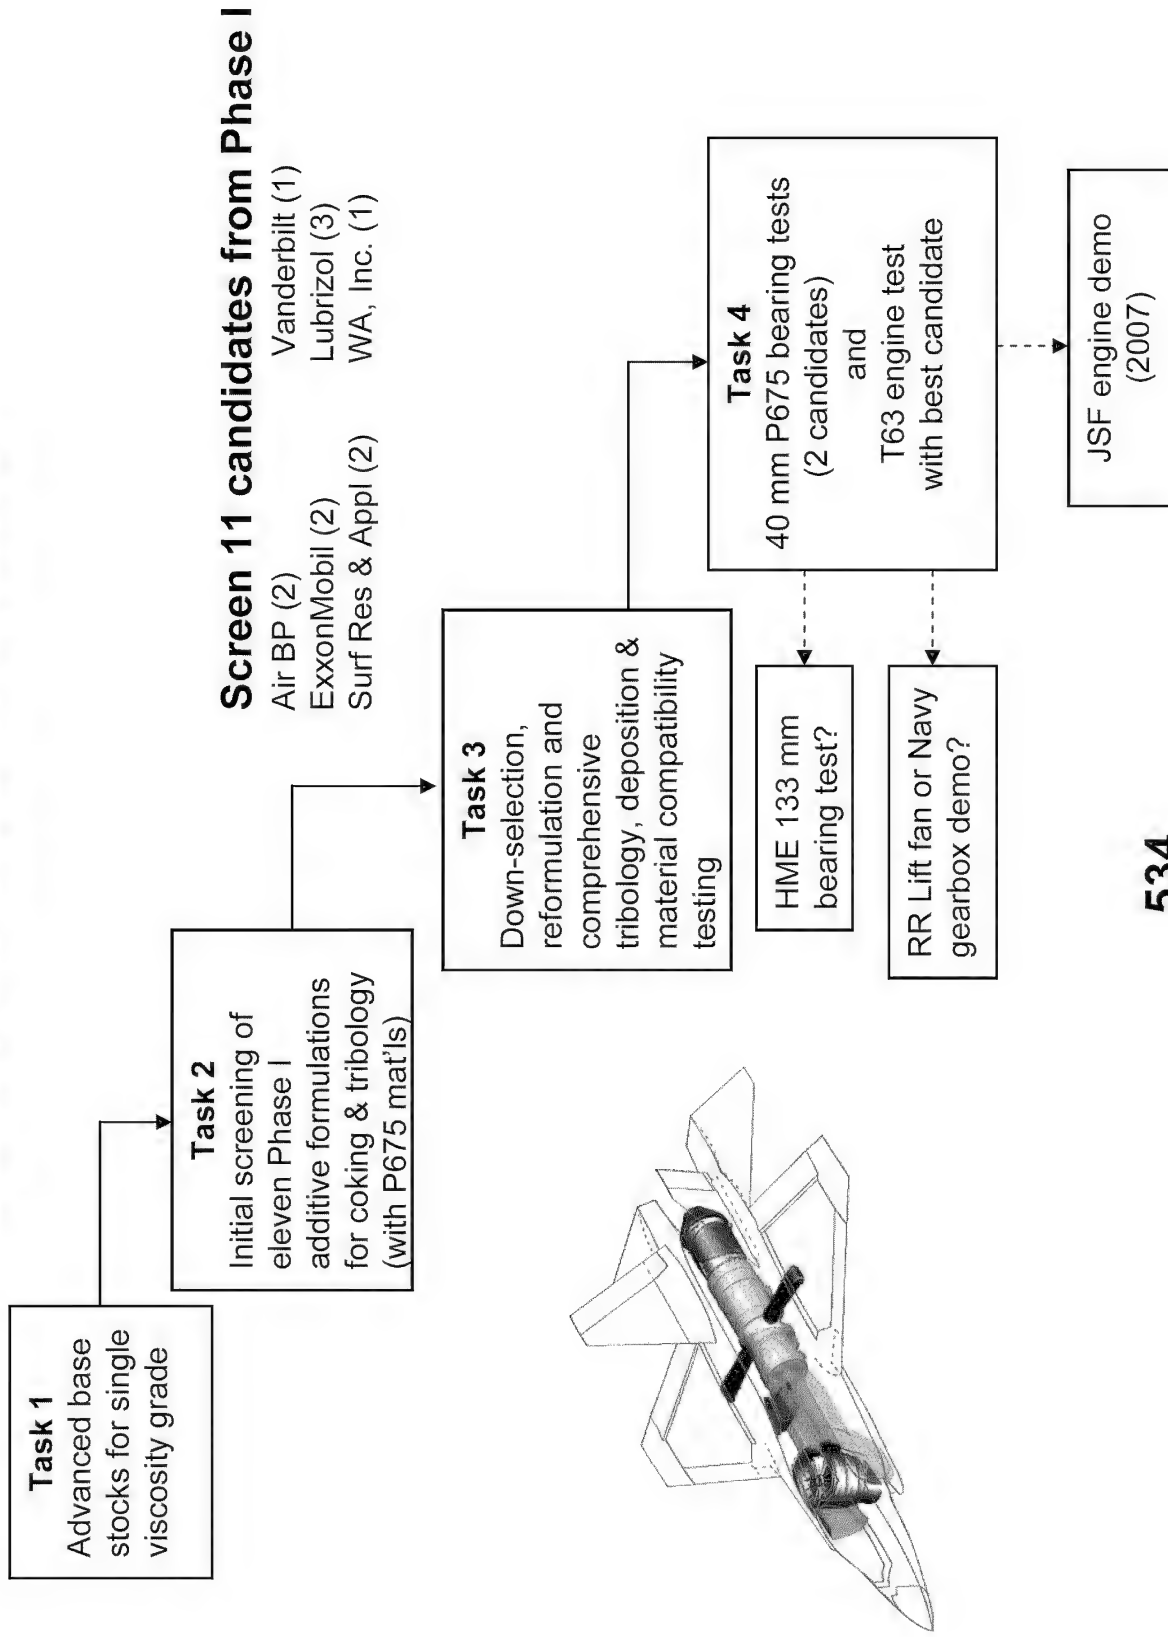 Screen 11 candidates from Phase I
Air BP (2) Vanderbilt (1)
ExxonMobil (2) Lubrizol (3)
Surf Res & Appl (2) WA, Inc. (1)
Task 1
Advanced base
stocks for single
viscosity grade
Task 2
Initial screening of
eleven Phase I
additive formulations
for coking & tribology
(with P675 mat'ls)
Task 3
Down-selection,
reformulation and
comprehensive
tribology, deposition &
material compatibility
testing
Task 4
40 mm P675 bearing tests
(2 candidates)
and
T63 engine test
with best candidate
HME 133 mm
bearing test?
RR Lift fan or Navy
gearbox demo?
JSF engine demo
(2007)
534